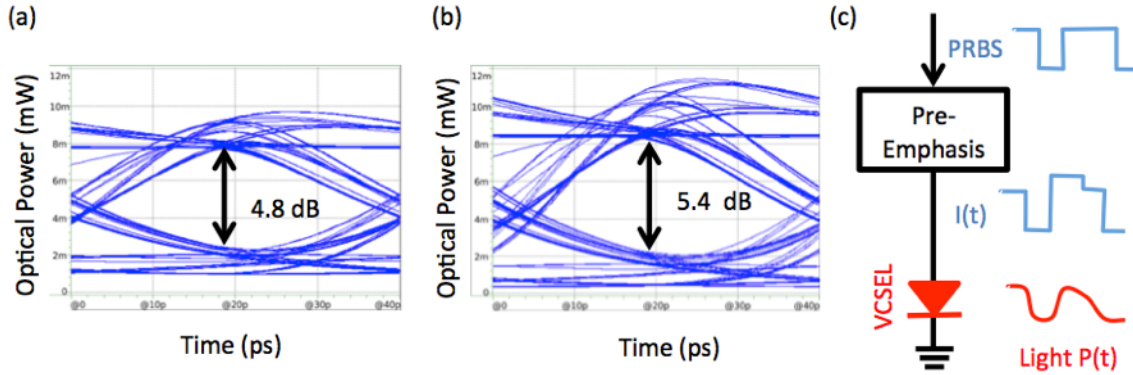 (a)
Optical Power (mW)
12m
10m
8m
6m
4m
2m
0
4.8 dB
@0
@10p
@20p
@30p
@40p
Time (ps)
(b)
Optical Power (mW)
12m
10m
8m
6m
4m
2m
0
5.4 dB
@0
@10p
@20p
@30p
@40p
Time (ps)
(c)
PRBS
Pre-
Emphasis
I(t)
VCSEL
Light P(t)